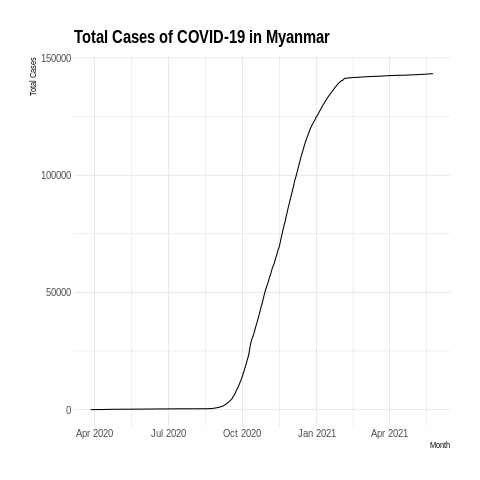 Total Cases of COVID-19 in Myanmar
Total Cases
150000
100000
50000
0
Apr 2020 Jul 2020 Oct 2020 Jan 2021 Apr 2021
Month